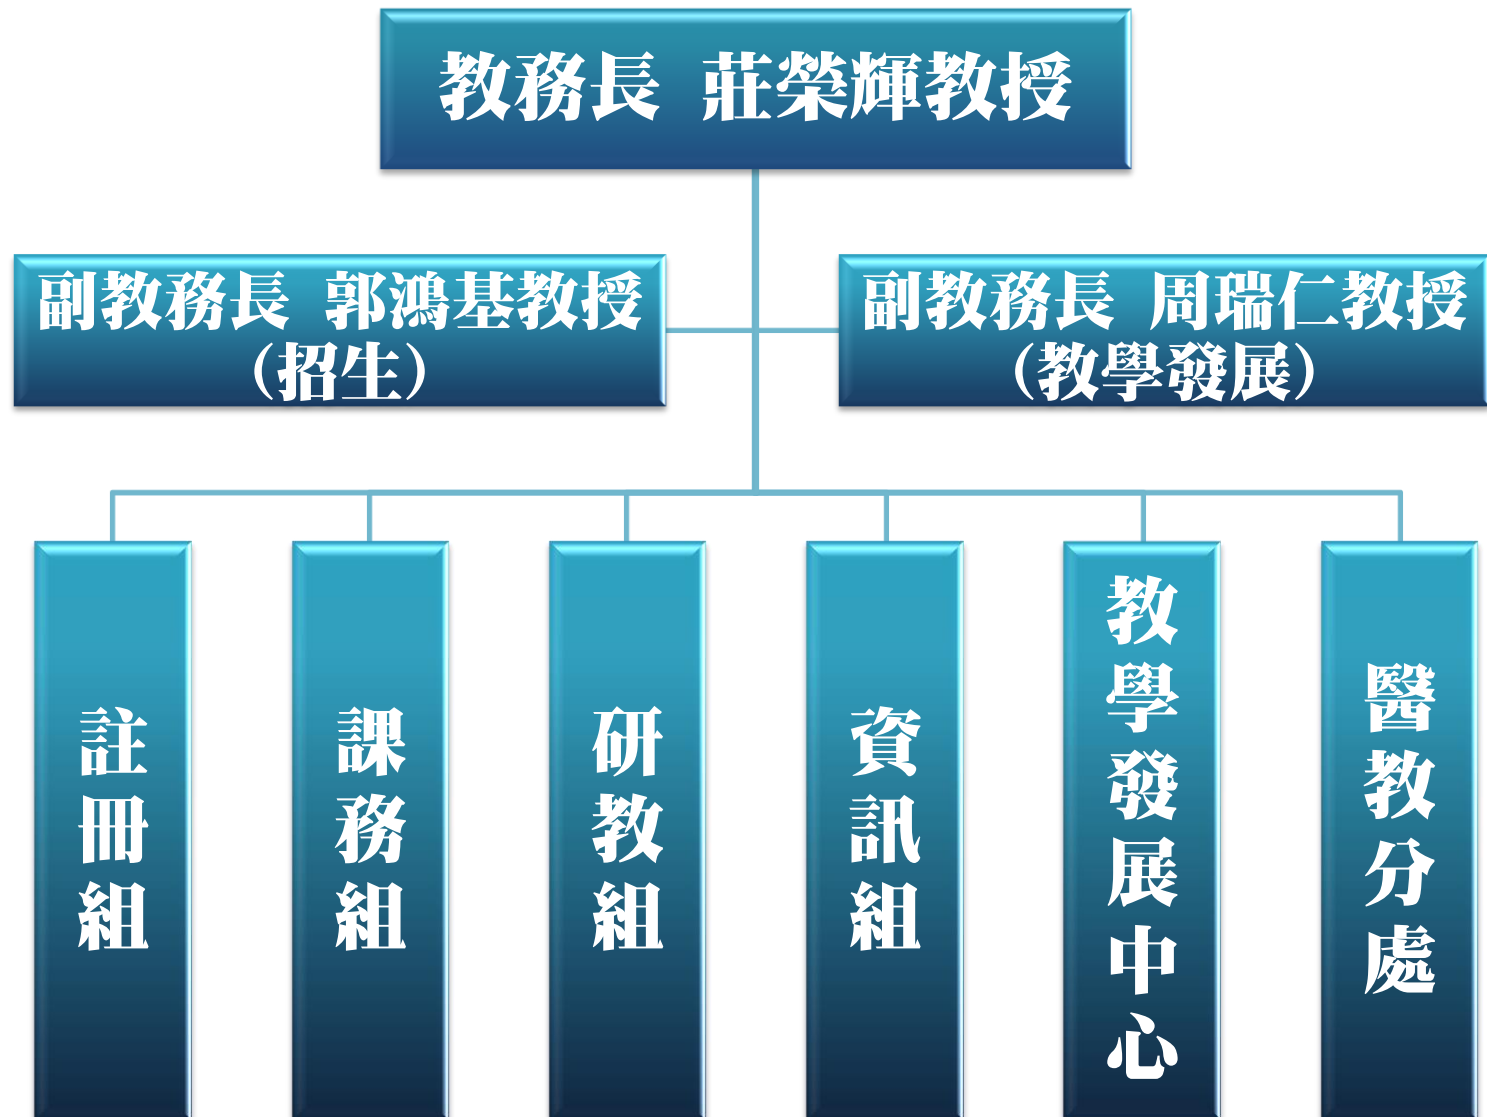 教務長 莊榮輝教授
副教務長 郭鴻基教授
(招生)
副教務長 周瑞仁教授
(教學發展)
註冊組
課務組
研教組
資訊組
教學發展中心
醫教分處